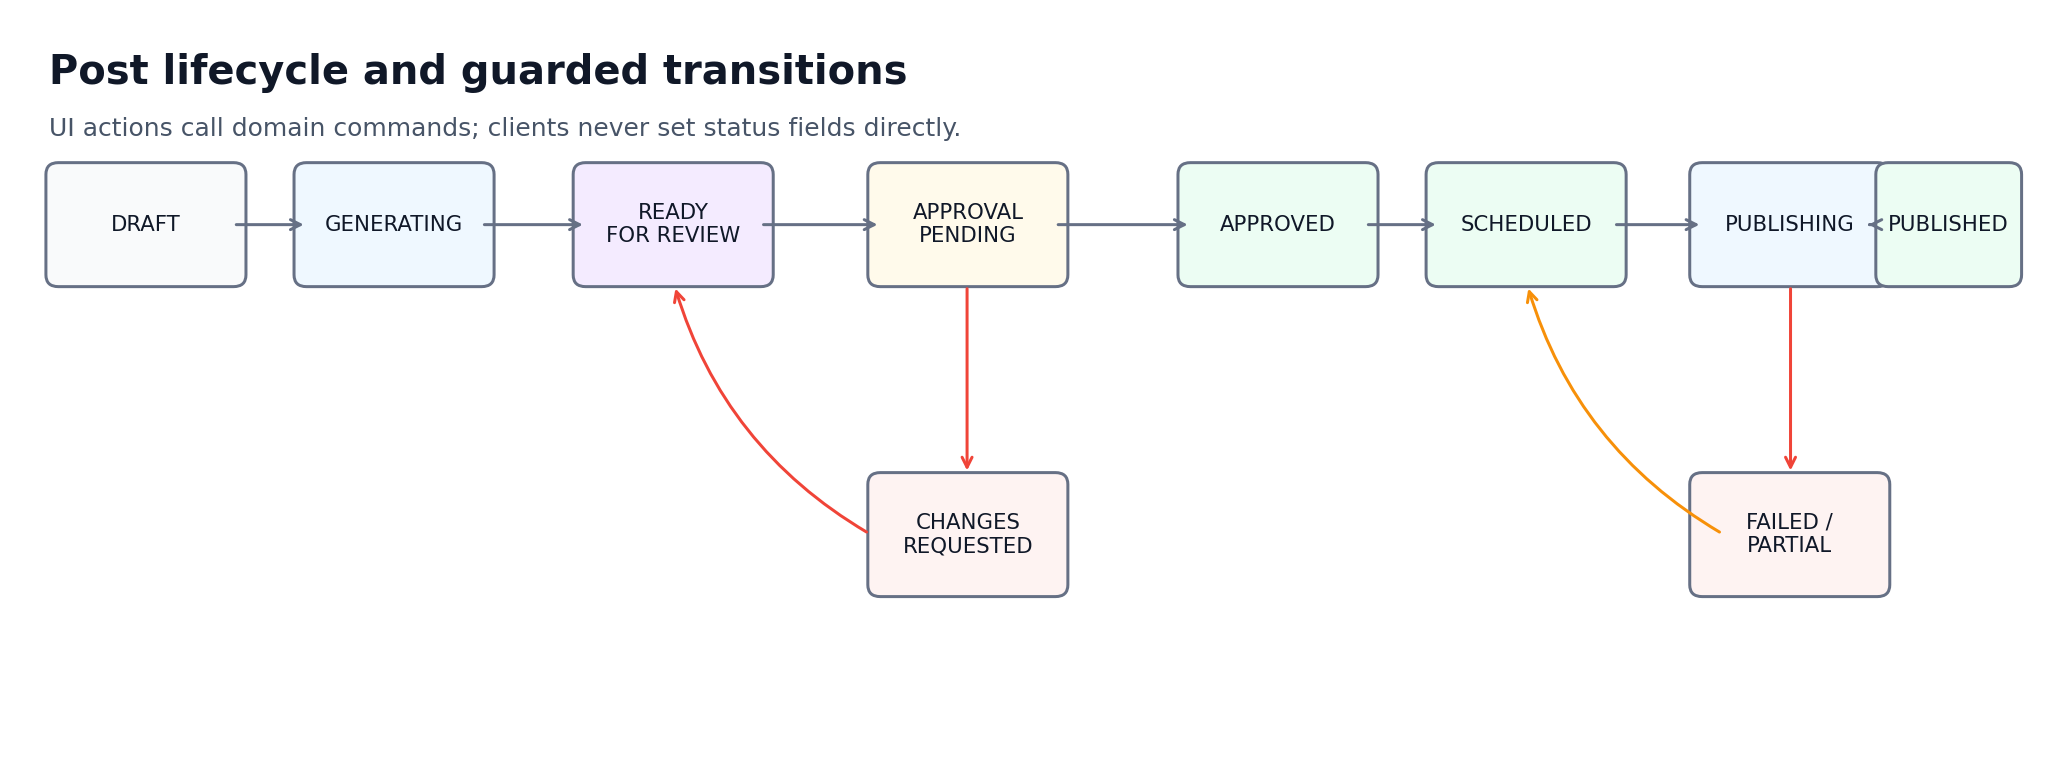 Post lifecycle and guarded transitions
UI actions call domain commands; clients never set status fields directly.
DRAFT
GENERATING
READY
FOR REVIEW
APPROVAL
PENDING
APPROVED
SCHEDULED
PUBLISHING
PUBLISHED
CHANGES
REQUESTED
FAILED /
PARTIAL